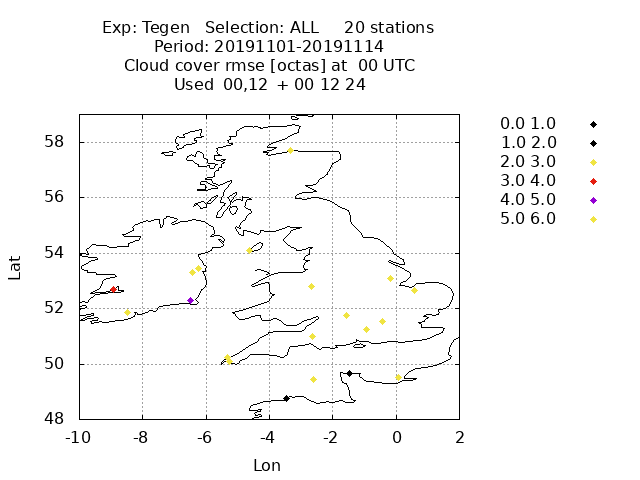 Exp: Tegen   Selection: ALL     20 stations
Period: 20191101-20191114
Cloud cover rmse [octas] at  00 UTC
Used  00,12  + 00 12 24
0.0 1.0
1.0 2.0
2.0 3.0
3.0 4.0
4.0 5.0
5.0 6.0
58
56
54
52
50
48
Lat
-10 -8 -6 -4 -2 0 2
Lon